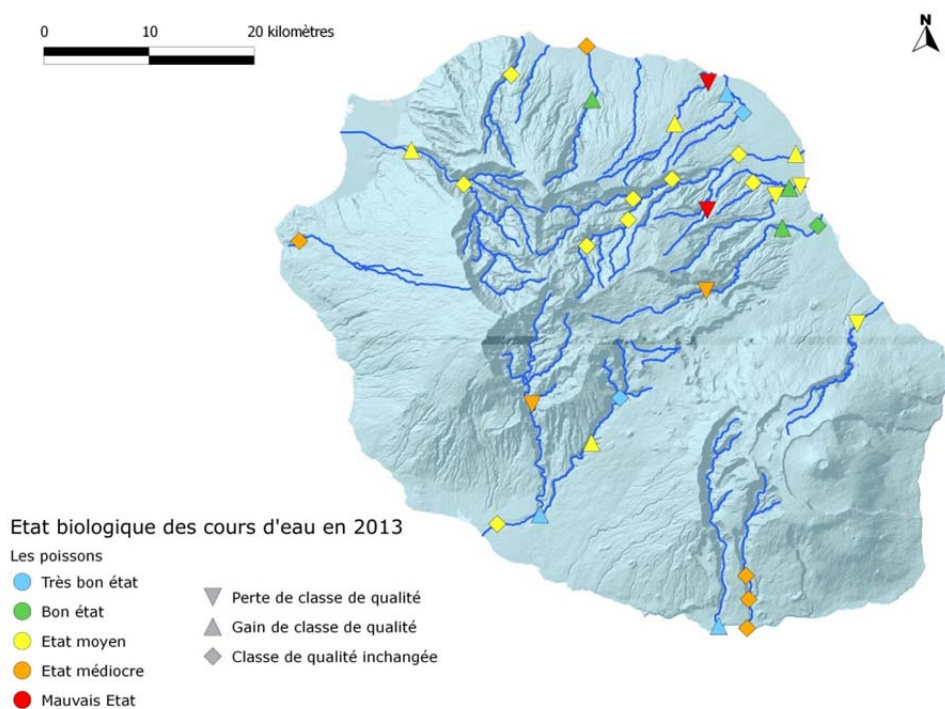 0 10 20 kilomètres
N
Etat biologique des cours d'eau en 2013
Les poissons
Très bon état
Bon état
Etat moyen
Etat médiocre
Mauvais Etat
Perte de classe de qualité
Gain de classe de qualité
Classe de qualité inchangée